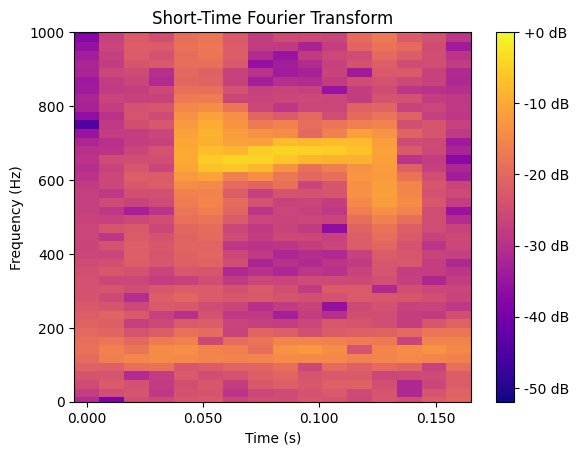 Short-Time Fourier Transform
Frequency (Hz)
1000
800
600
400
200
0
0.000
0.050
0.100
0.150
Time (s)
+0 dB
-10 dB
-20 dB
-30 dB
-40 dB
-50 dB